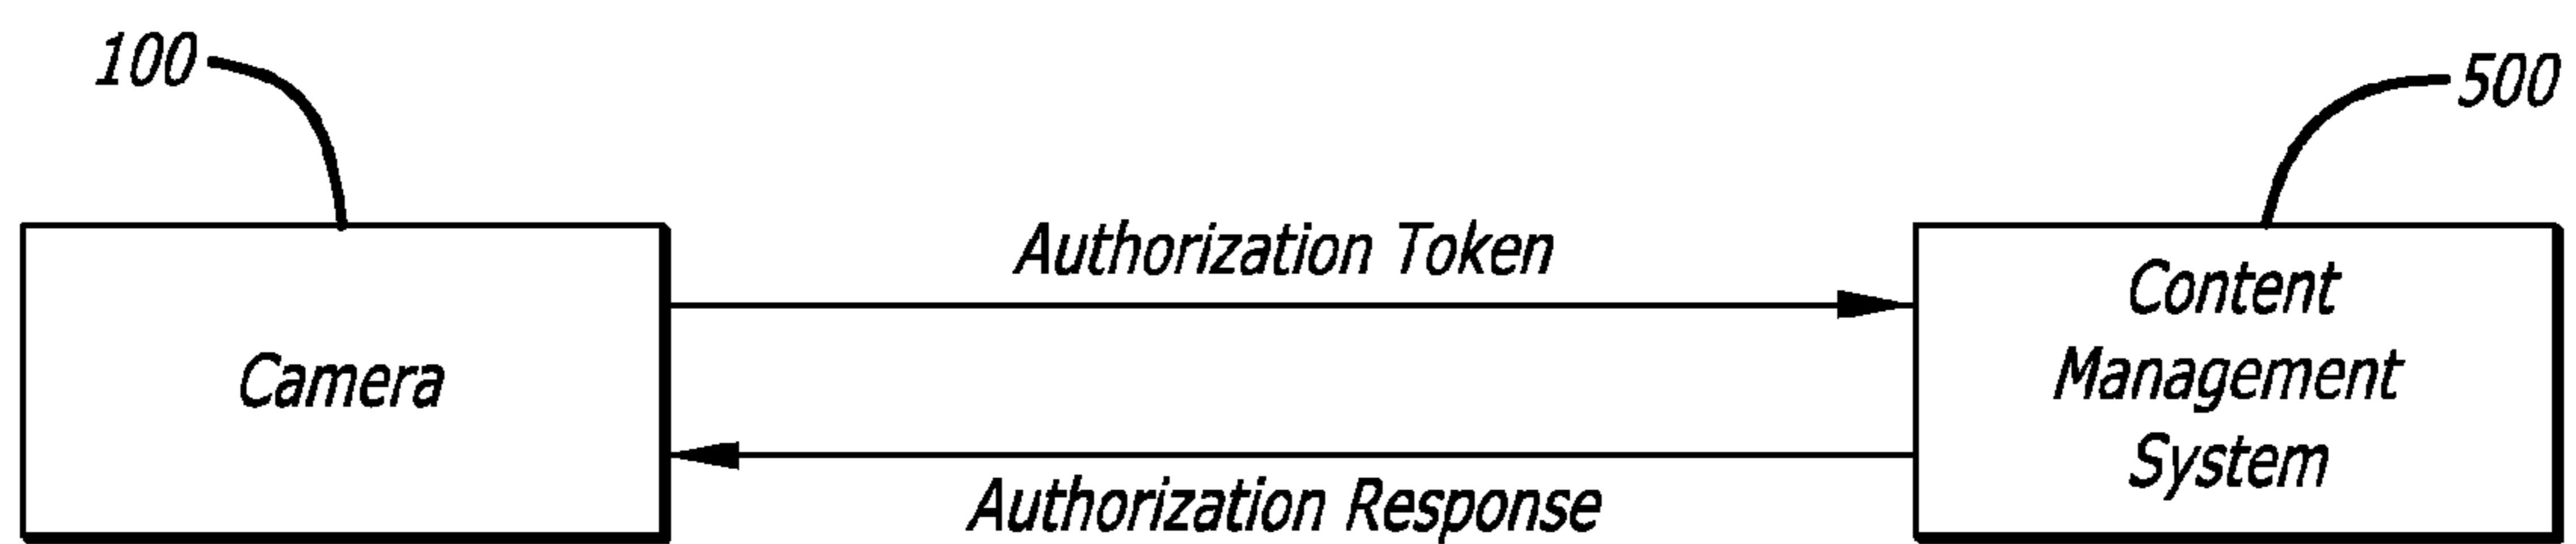 100
500
Authorization Token
Camera
Content
Management
System
Authorization Response